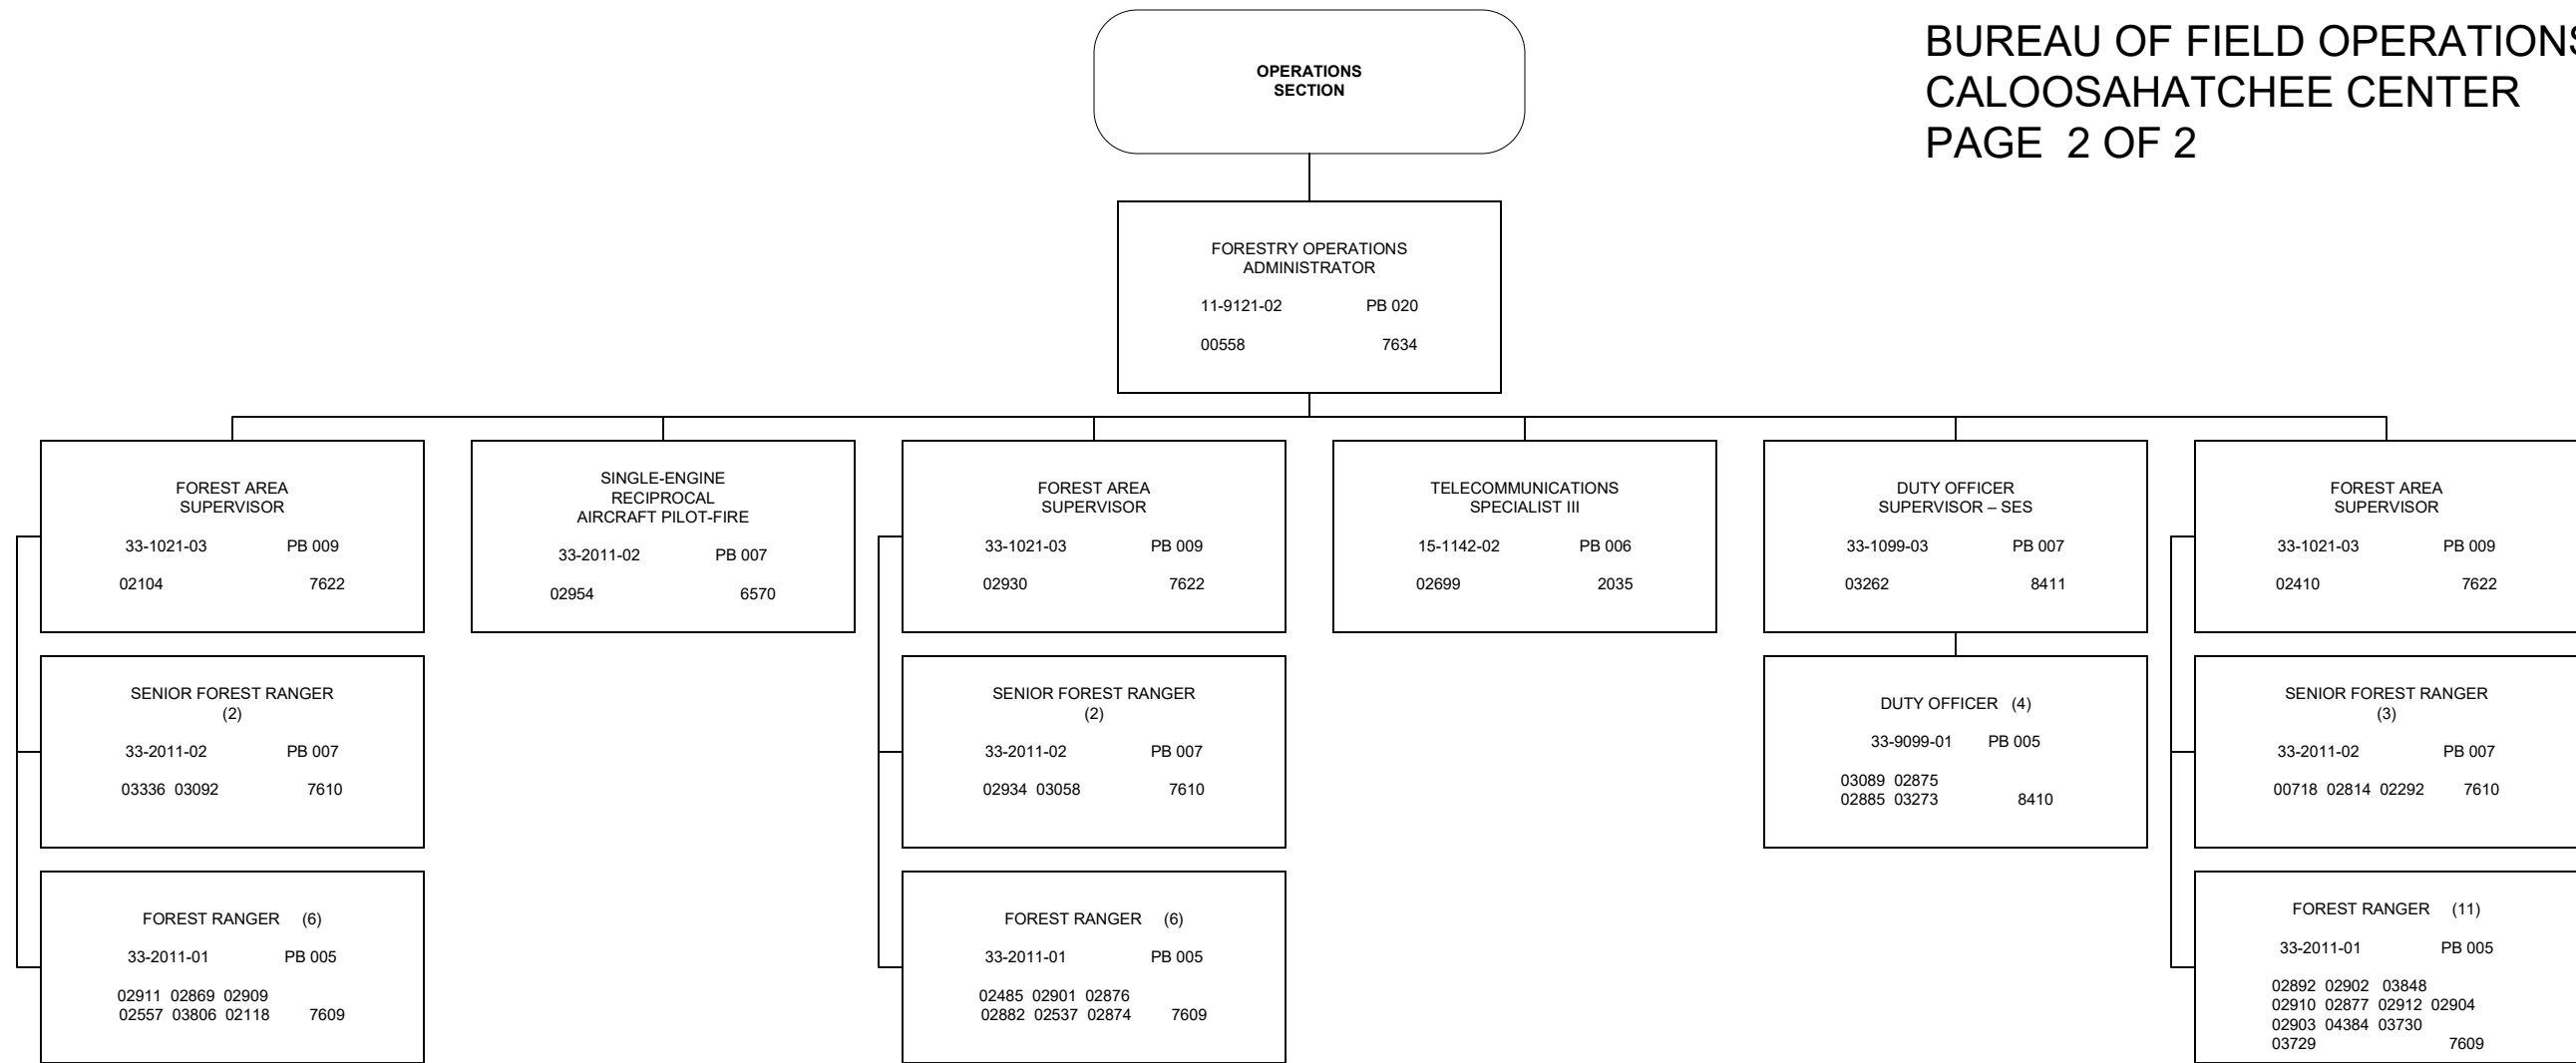 BUREAU OF FIELD OPERATIONS
CALOOSAHATCHEE CENTER
PAGE 2 OF 2
OPERATIONS
SECTION
FORESTRY OPERATIONS
ADMINISTRATOR
11-9121-02 PB 020
00558 7634
FOREST AREA
SUPERVISOR
33-1021-03 PB 009
02104 7622
SENIOR FOREST RANGER
(2)
33-2011-02 PB 007
03336 03092 7610
FOREST RANGER (6)
33-2011-01 PB 005
02911 02869 02909
02557 03806 02118 7609
SINGLE-ENGINE
RECIPROCAL
AIRCRAFT PILOT-FIRE
33-2011-02 PB 007
02954 6570
FOREST AREA
SUPERVISOR
33-1021-03 PB 009
02930 7622
SENIOR FOREST RANGER
(2)
33-2011-02 PB 007
02934 03058 7610
FOREST RANGER (6)
33-2011-01 PB 005
02485 02901 02876
02882 02537 02874 7609
TELECOMMUNICATIONS
SPECIALIST III
15-1142-02 PB 006
02699 2035
DUTY OFFICER
SUPERVISOR – SES
33-1099-03 PB 007
03262 8411
DUTY OFFICER (4)
33-9099-01 PB 005
03089 02875
02885 03273 8410
FOREST AREA
SUPERVISOR
33-1021-03 PB 009
02410 7622
SENIOR FOREST RANGER
(3)
33-2011-02 PB 007
00718 02814 02292 7610
FOREST RANGER (11)
33-2011-01 PB 005
02892 02902 03848
02910 02877 02912 02904
02903 04384 03730
03729 7609